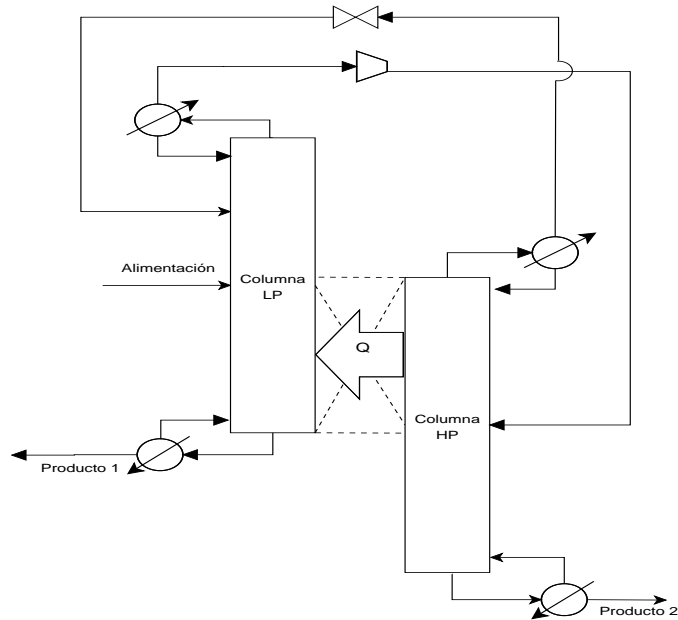 Alimentación
Columna
LP
Q
Columna
HP
Producto 1
Producto 2